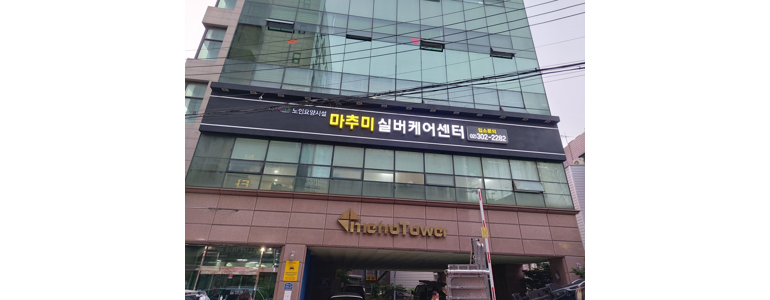 노인요양시설
마추미 실버케어센터
입소문의
02) 302-2282
mehoTower